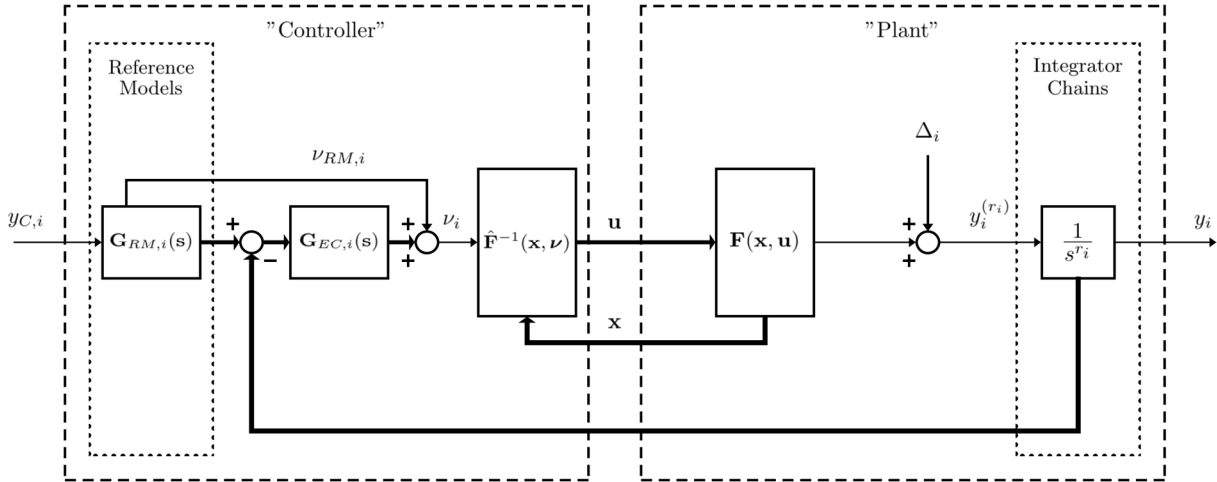 ”Controller”
”Plant”
Reference
Models
Integrator
Chains
Δ_i
ν_{RM,i}
y_{C,i}
+
+
ν_i
u
+
y_i^{(r_i)}
y_i
G_{RM,i}(s)
G_{EC,i}(s)
F̂^{-1}(x, ν)
F(x, u)
1
s^{r_i}
−
+
+
x